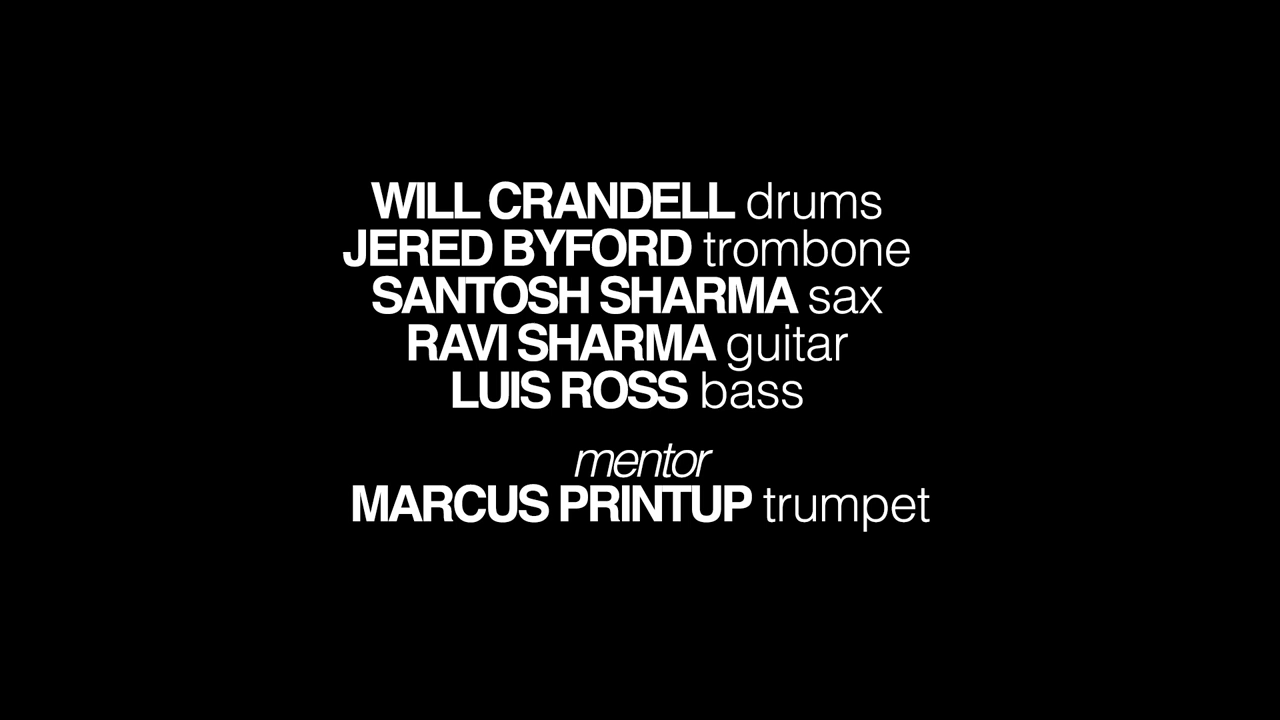 WILL CRANDELL drums
JERED BYFORD trombone
SANTOSH SHARMA sax
RAVI SHARMA guitar
LUIS ROSS bass
mentor
MARCUS PRINTUP trumpet